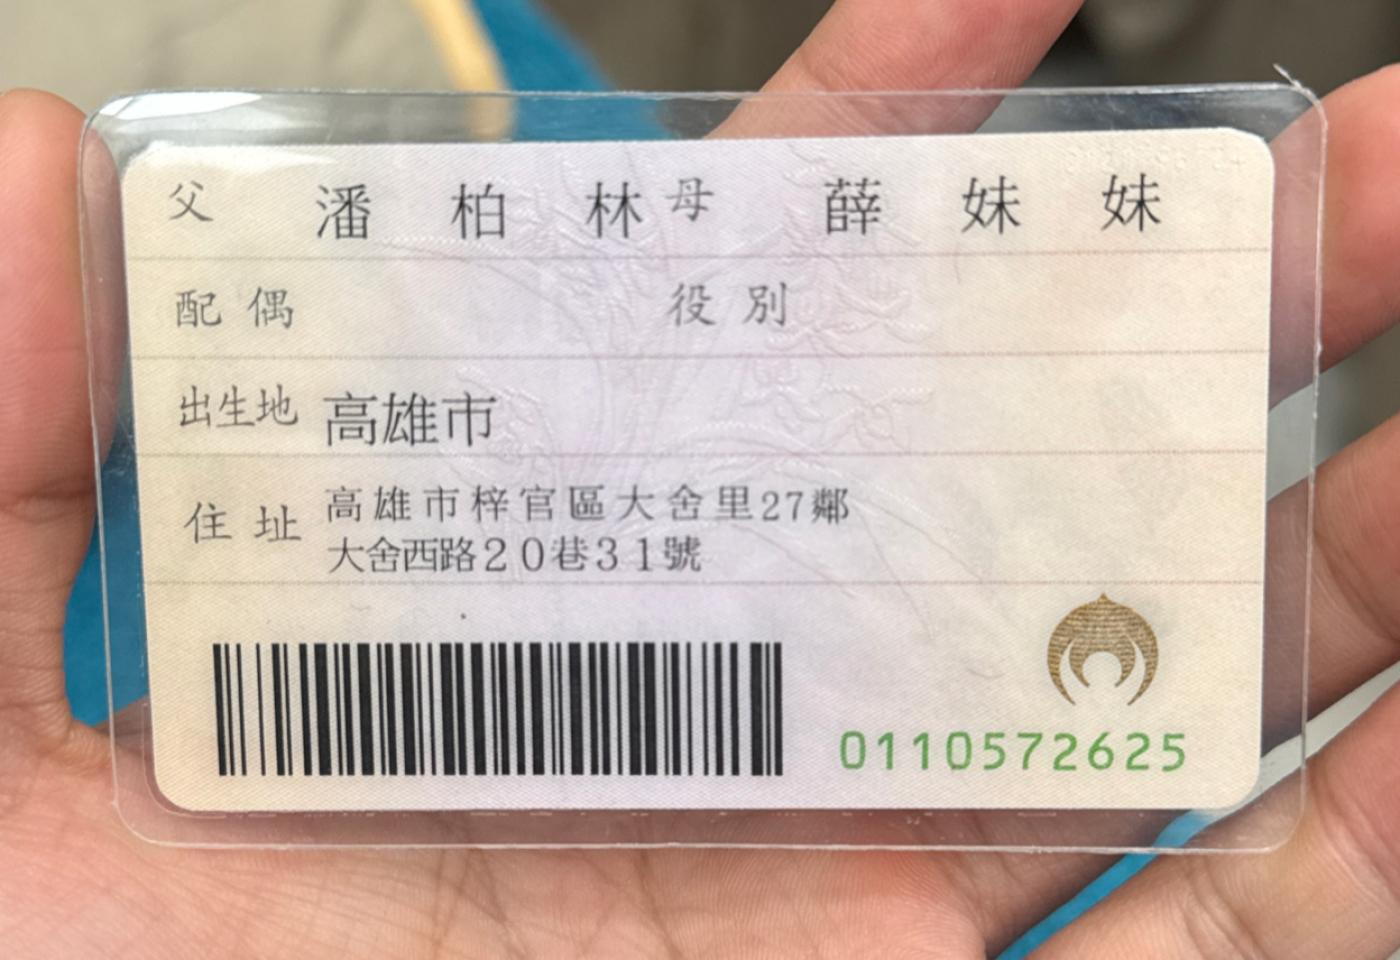 父 潘柏林 母 薛妹妹
配偶 役別
出生地 高雄市
住址 高雄市梓官區大舍里27鄰
大舍西路20巷31號
0110572625